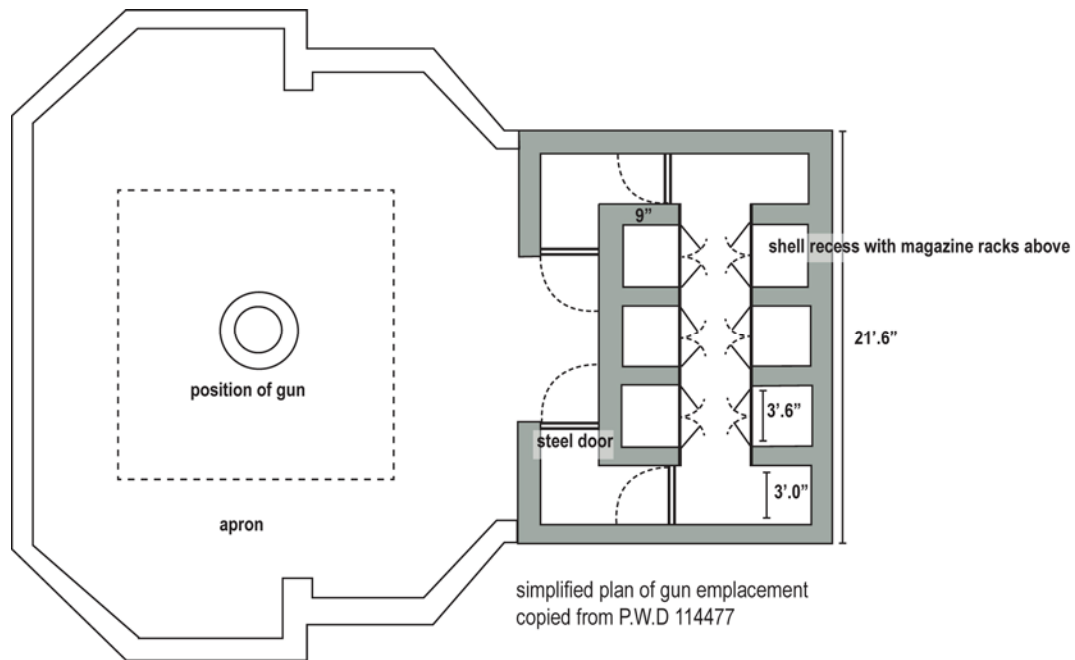 9”
shell recess with magazine racks above
21’.6”
position of gun
3’.6”
steel door
3’.0”
apron
simplified plan of gun emplacement
copied from P.W.D 114477